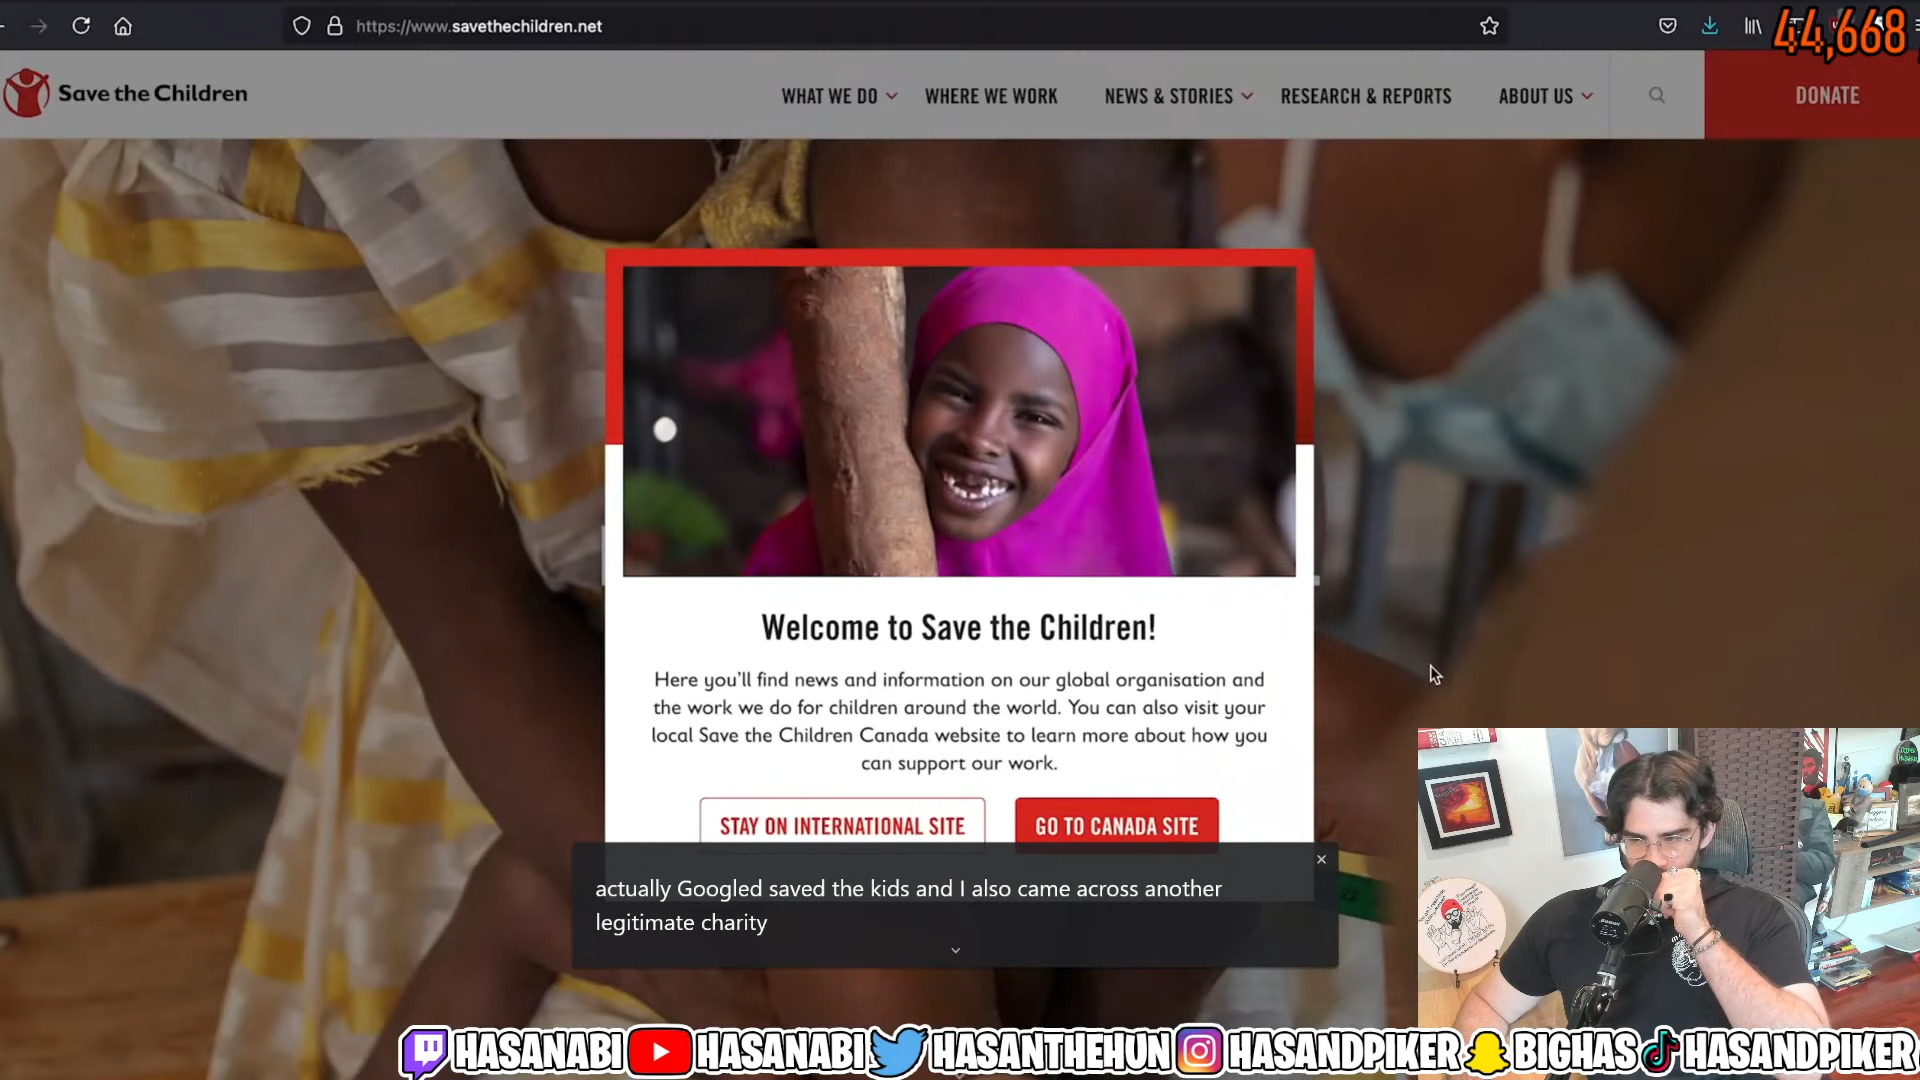 https://www.savethechildren.net
44,668
Save the Children
WHAT WE DO
WHERE WE WORK
NEWS & STORIES
RESEARCH & REPORTS
ABOUT US
DONATE
Welcome to Save the Children!
Here you'll find news and information on our global organisation and
the work we do for children around the world. You can also visit your
local Save the Children Canada website to learn more about how you
can support our work.
STAY ON INTERNATIONAL SITE
GO TO CANADA SITE
actually Googled saved the kids and I also came across another
legitimate charity
HASANABI
HASANABI
HASANTHEHUN
HASANDPIKER
BIGHAS
HASANDPIKER